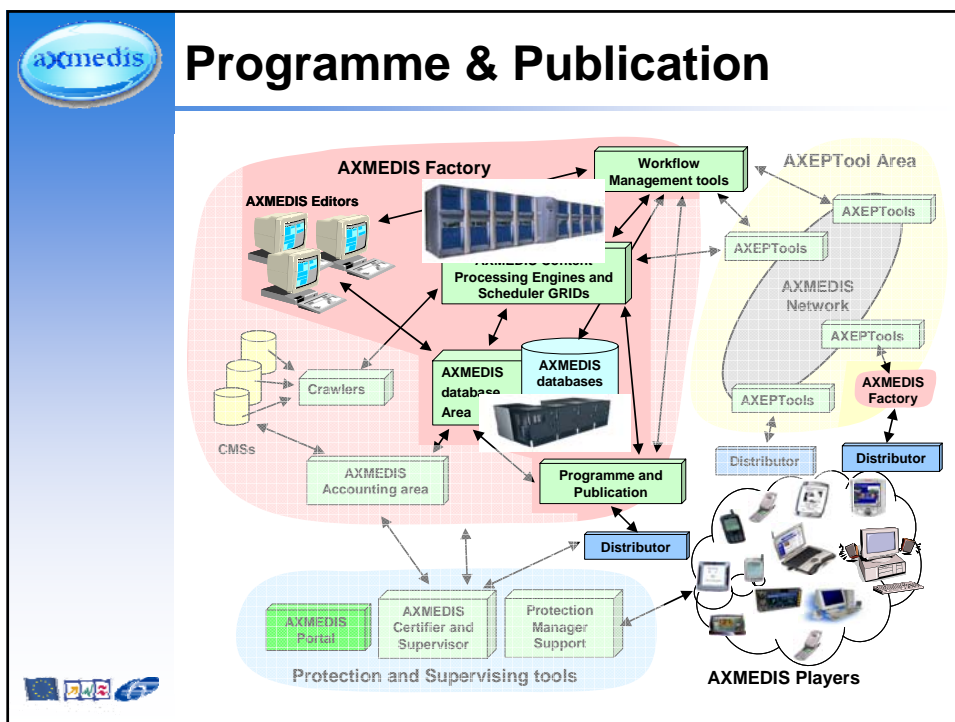 axmedis
Programme & Publication
AXMEDIS Factory
Workflow
Management tools
AXEPTool Area
AXMEDIS Editors
AXEPTools
AXEPTools
AXMEDIS Content
Processing Engines and
Scheduler GRIDs
AXMEDIS
Network
AXEPTools
AXMEDIS
database
Area
AXMEDIS
databases
Crawlers
AXMEDIS
Factory
AXEPTools
CMSs
AXMEDIS
Accounting area
Programme and
Publication
Distributor
Distributor
Distributor
AXMEDIS
Portal
AXMEDIS
Certifier and
Supervisor
Protection
Manager
Support
Protection and Supervising tools
AXMEDIS Players